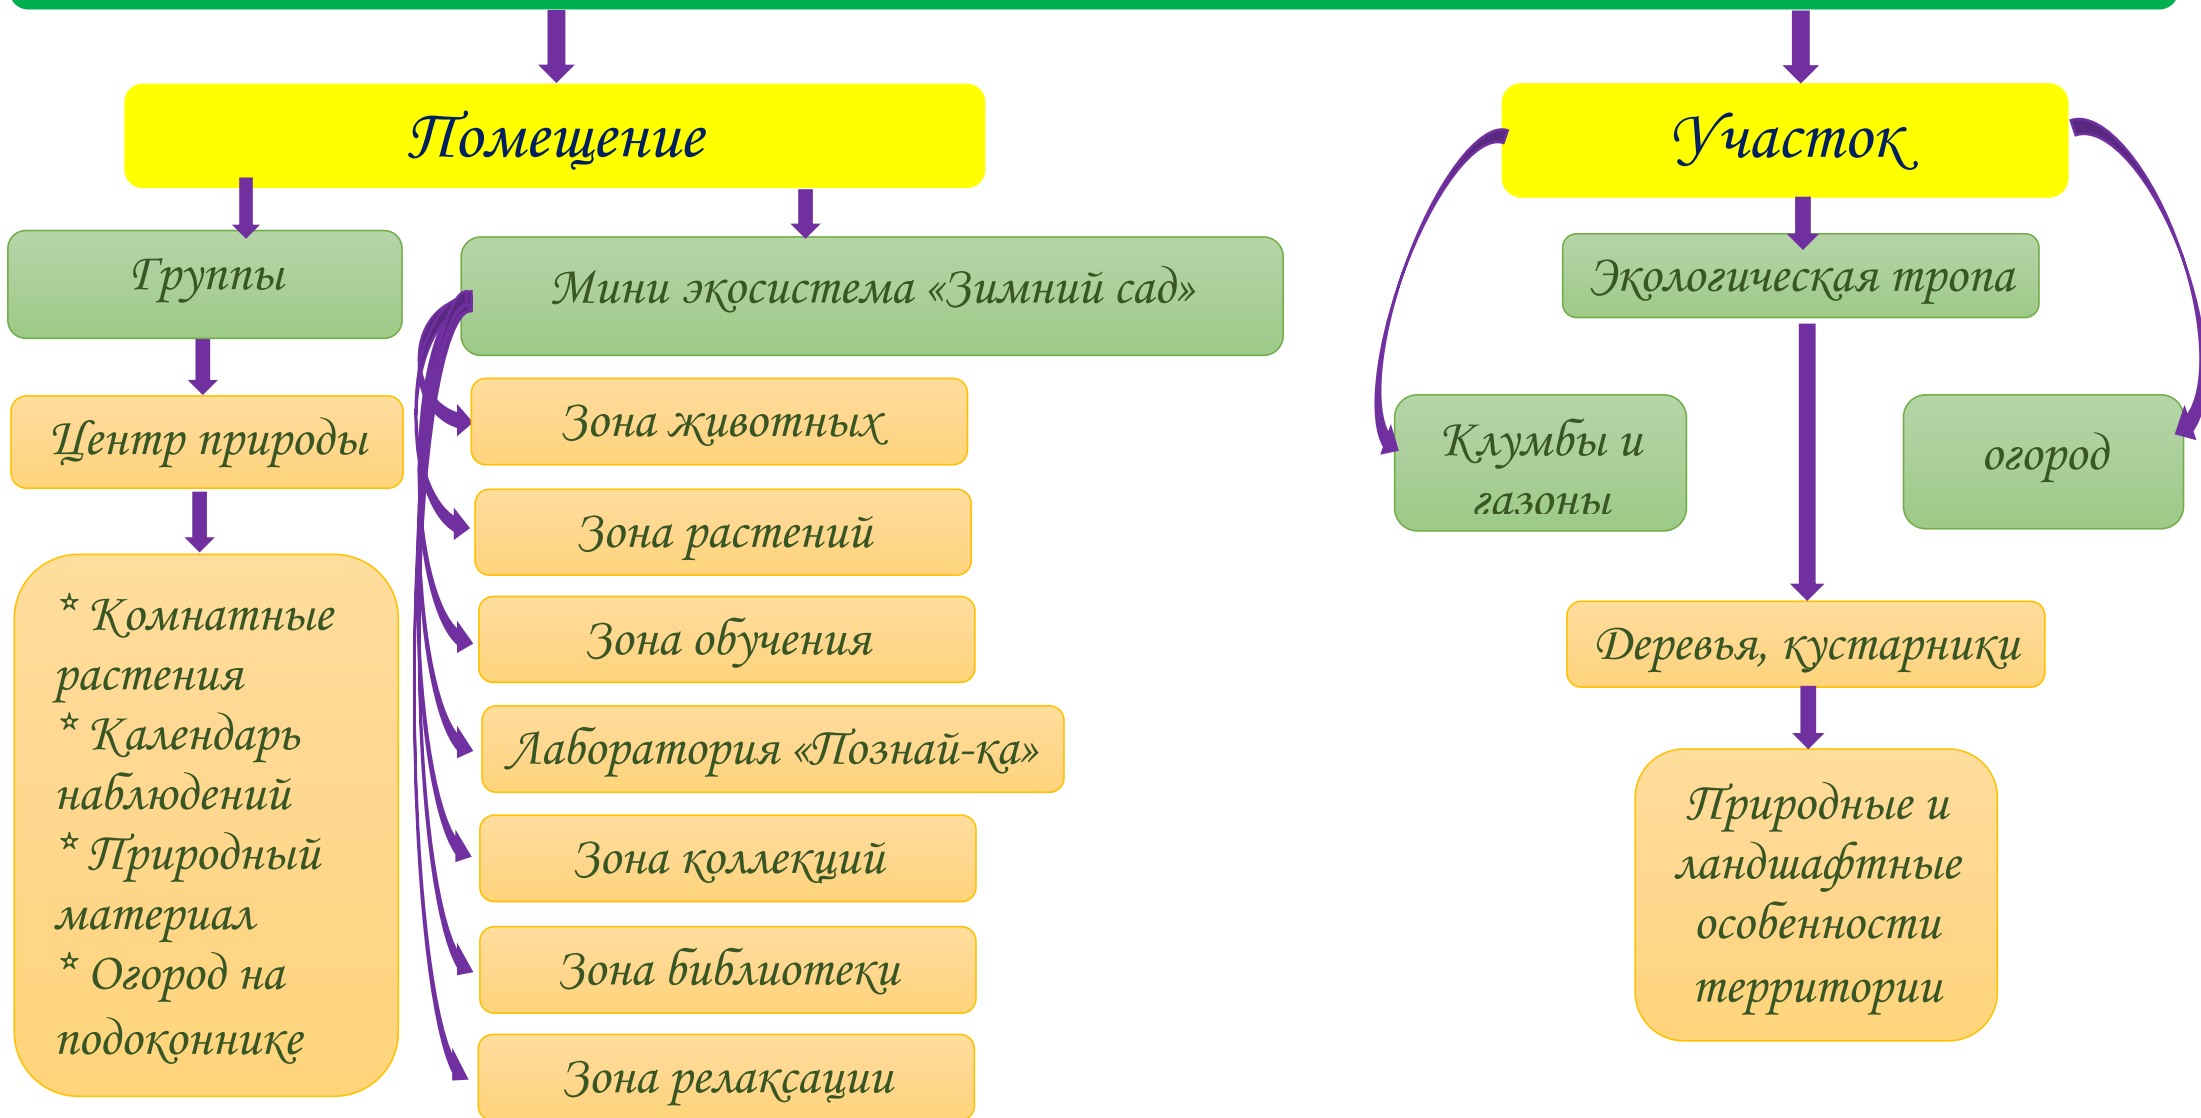 Помещение
Участок
Группы
Мини экосистема «Зимний сад»
Экологическая тропа
Центр природы
Зона животных
Клумбы и
газоны
огород
Зона растений
* Комнатные
растения
* Календарь
наблюдений
* Природный
материал
* Огород на
подоконнике
Зона обучения
Лаборатория «Познай-ка»
Зона коллекций
Зона библиотеки
Зона релаксации
Деревья, кустарники
Природные и
ландшафтные
особенности
территории